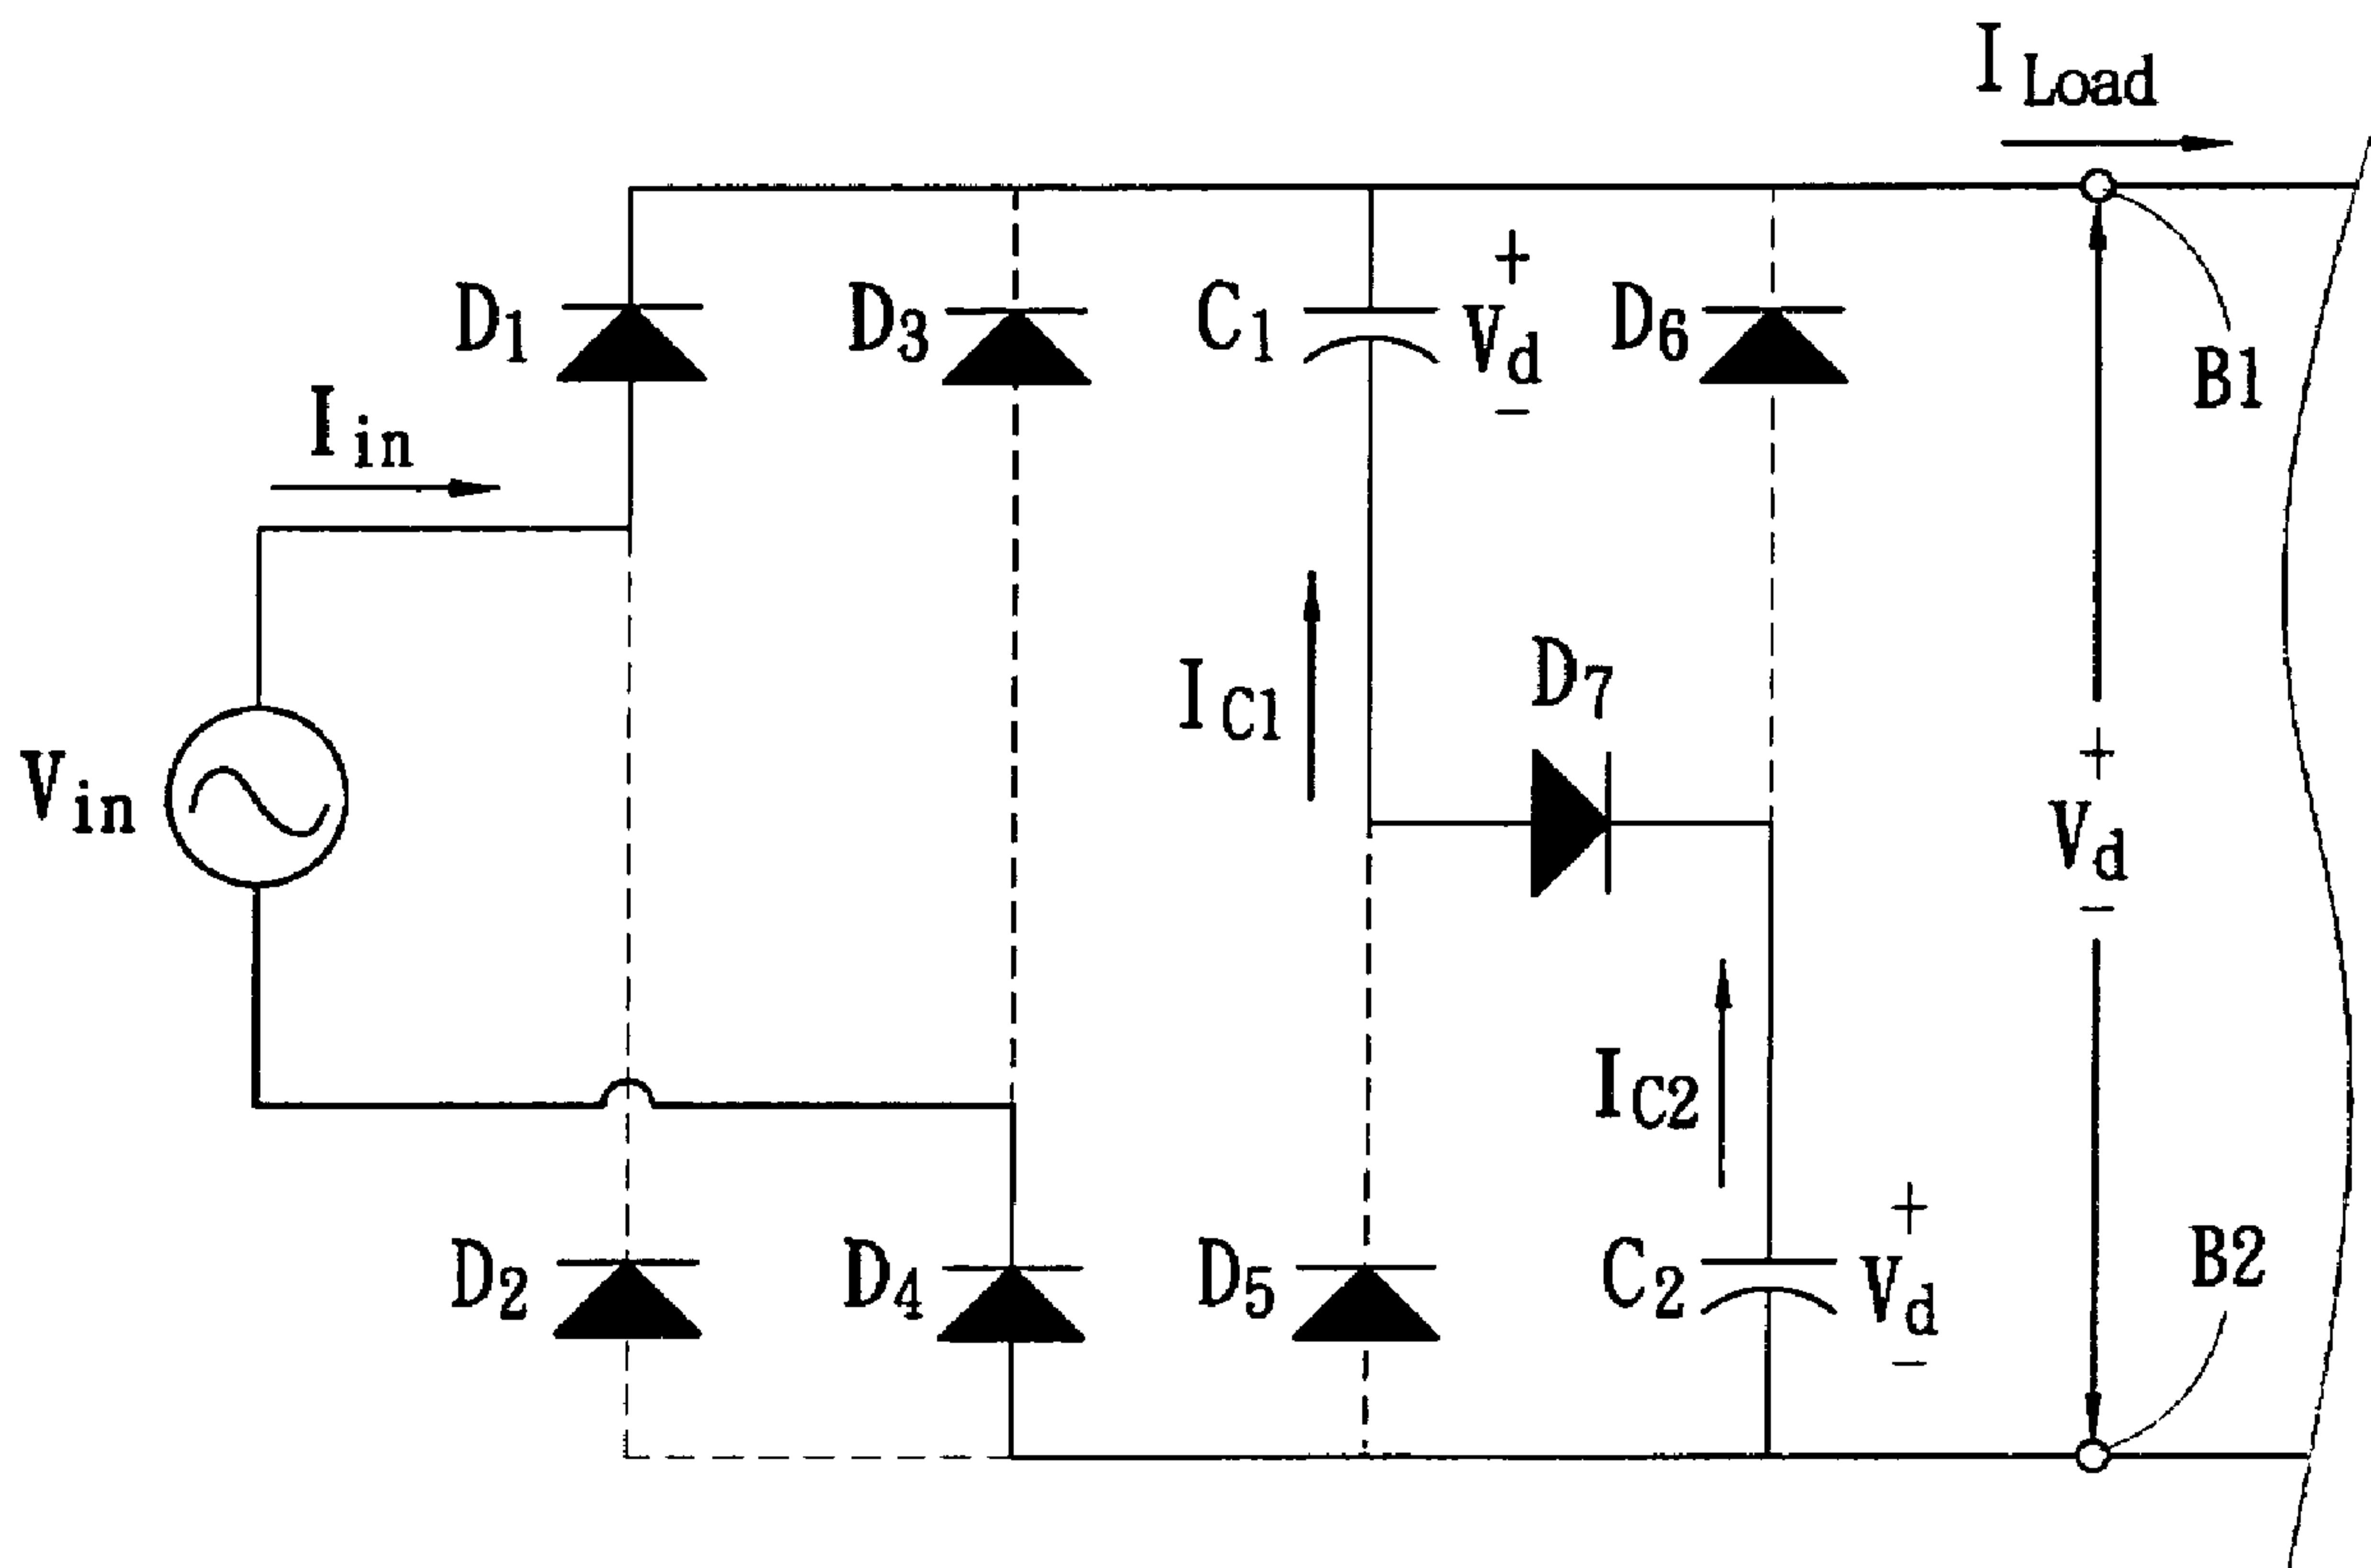 I Load
D1
D3
C1
+
Vd
−
D6
B1
I in
I C1
D7
Vin
+
Vd
−
I C2
D2
D4
D5
C2
+
Vd
−
B2